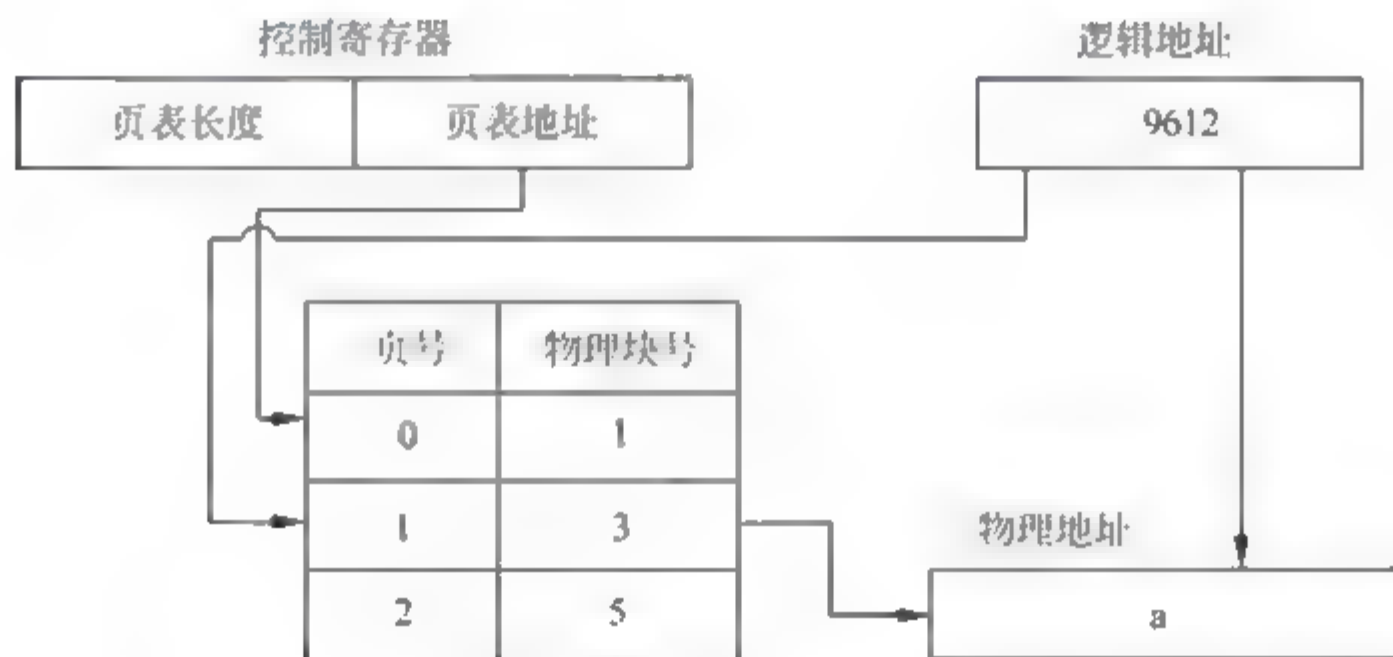 控制寄存器
逻辑地址
页表长度 页表地址
9612
页号 物理块号
0 1
1 3
物理地址
2 5
a